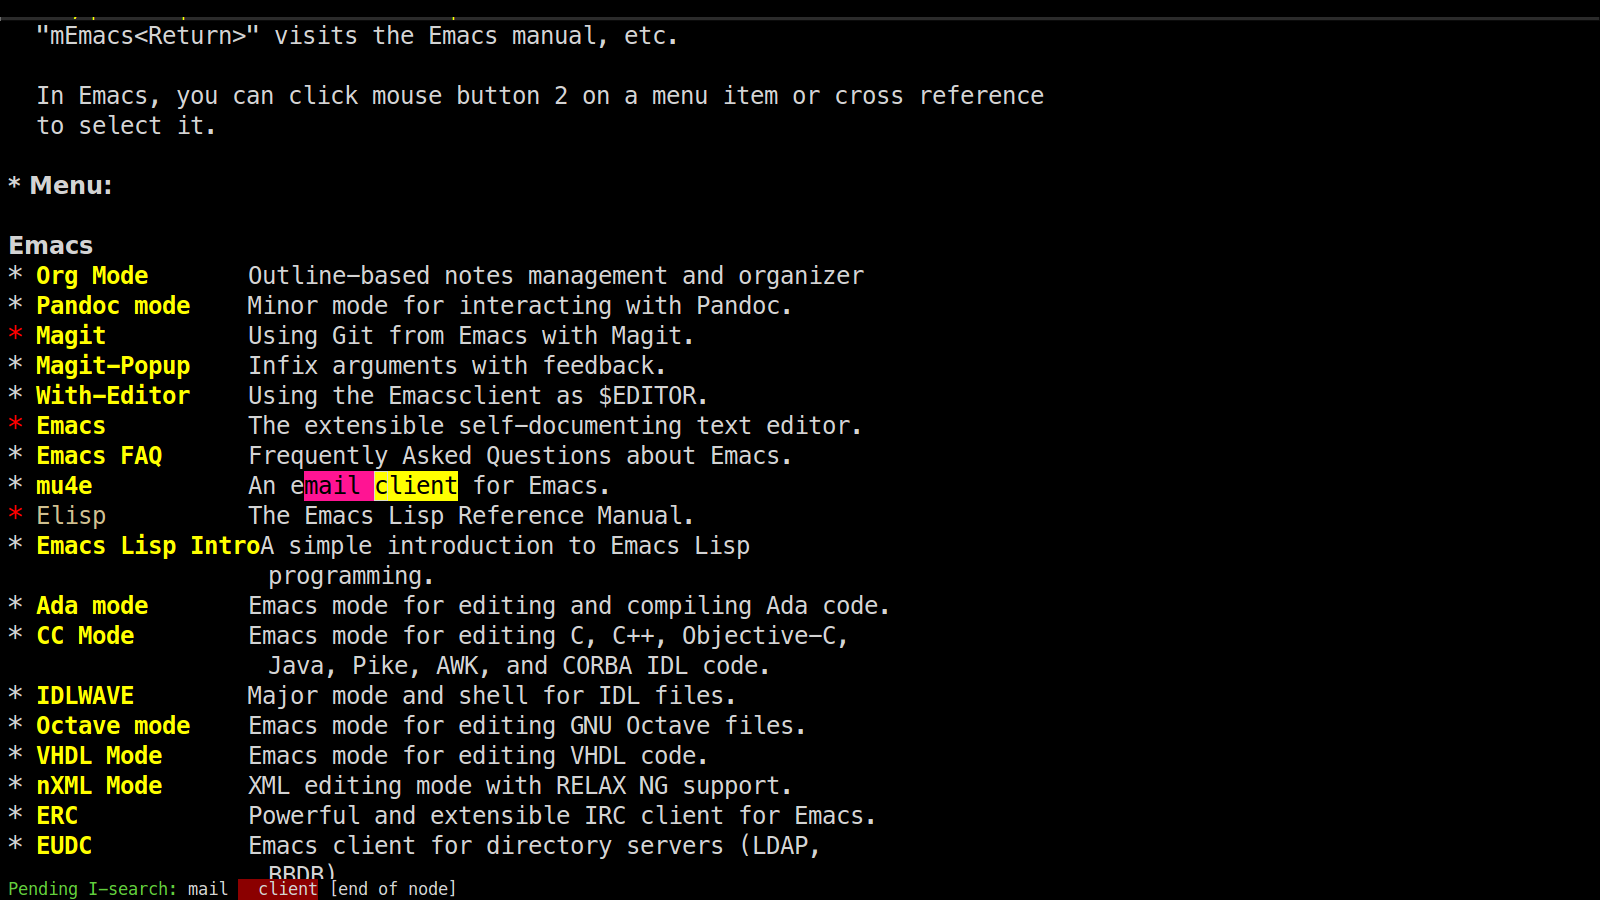 "mEmacs<Return>" visits the Emacs manual, etc.
In Emacs, you can click mouse button 2 on a menu item or cross reference
to select it.
* Menu:
Emacs
* Org Mode Outline-based notes management and organizer
* Pandoc mode Minor mode for interacting with Pandoc.
* Magit Using Git from Emacs with Magit.
* Magit-Popup Infix arguments with feedback.
* With-Editor Using the Emacsclient as $EDITOR.
* Emacs The extensible self-documenting text editor.
* Emacs FAQ Frequently Asked Questions about Emacs.
* mu4e An email client for Emacs.
* Elisp The Emacs Lisp Reference Manual.
* Emacs Lisp IntroA simple introduction to Emacs Lisp
programming.
* Ada mode Emacs mode for editing and compiling Ada code.
* CC Mode Emacs mode for editing C, C++, Objective-C,
Java, Pike, AWK, and CORBA IDL code.
* IDLWAVE Major mode and shell for IDL files.
* Octave mode Emacs mode for editing GNU Octave files.
* VHDL Mode Emacs mode for editing VHDL code.
* nXML Mode XML editing mode with RELAX NG support.
* ERC Powerful and extensible IRC client for Emacs.
* EUDC Emacs client for directory servers (LDAP,
BBDB)
Pending I-search: mail   client [end of node]